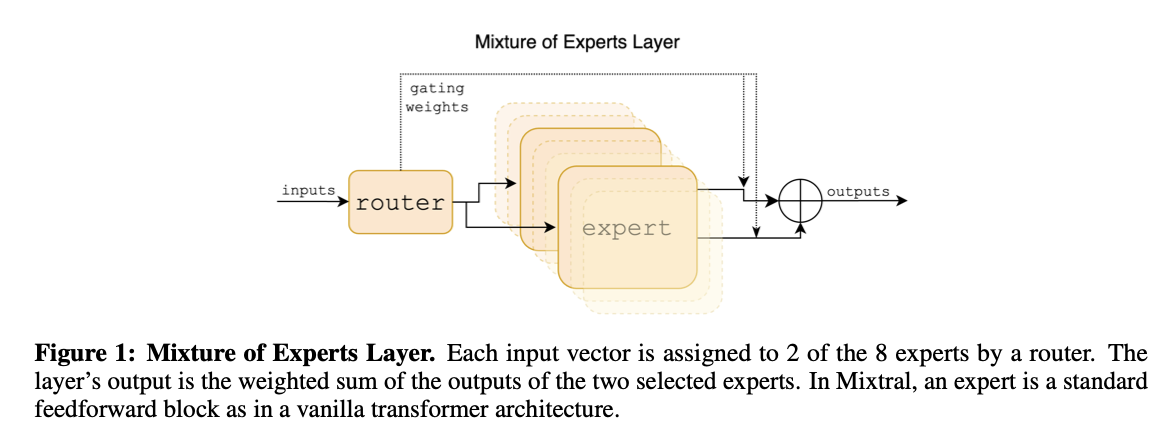 Mixture of Experts Layer
gating
weights
inputs
router
expert
outputs
Figure 1: Mixture of Experts Layer. Each input vector is assigned to 2 of the 8 experts by a router. The
layer’s output is the weighted sum of the outputs of the two selected experts. In Mixtral, an expert is a standard
feedforward block as in a vanilla transformer architecture.